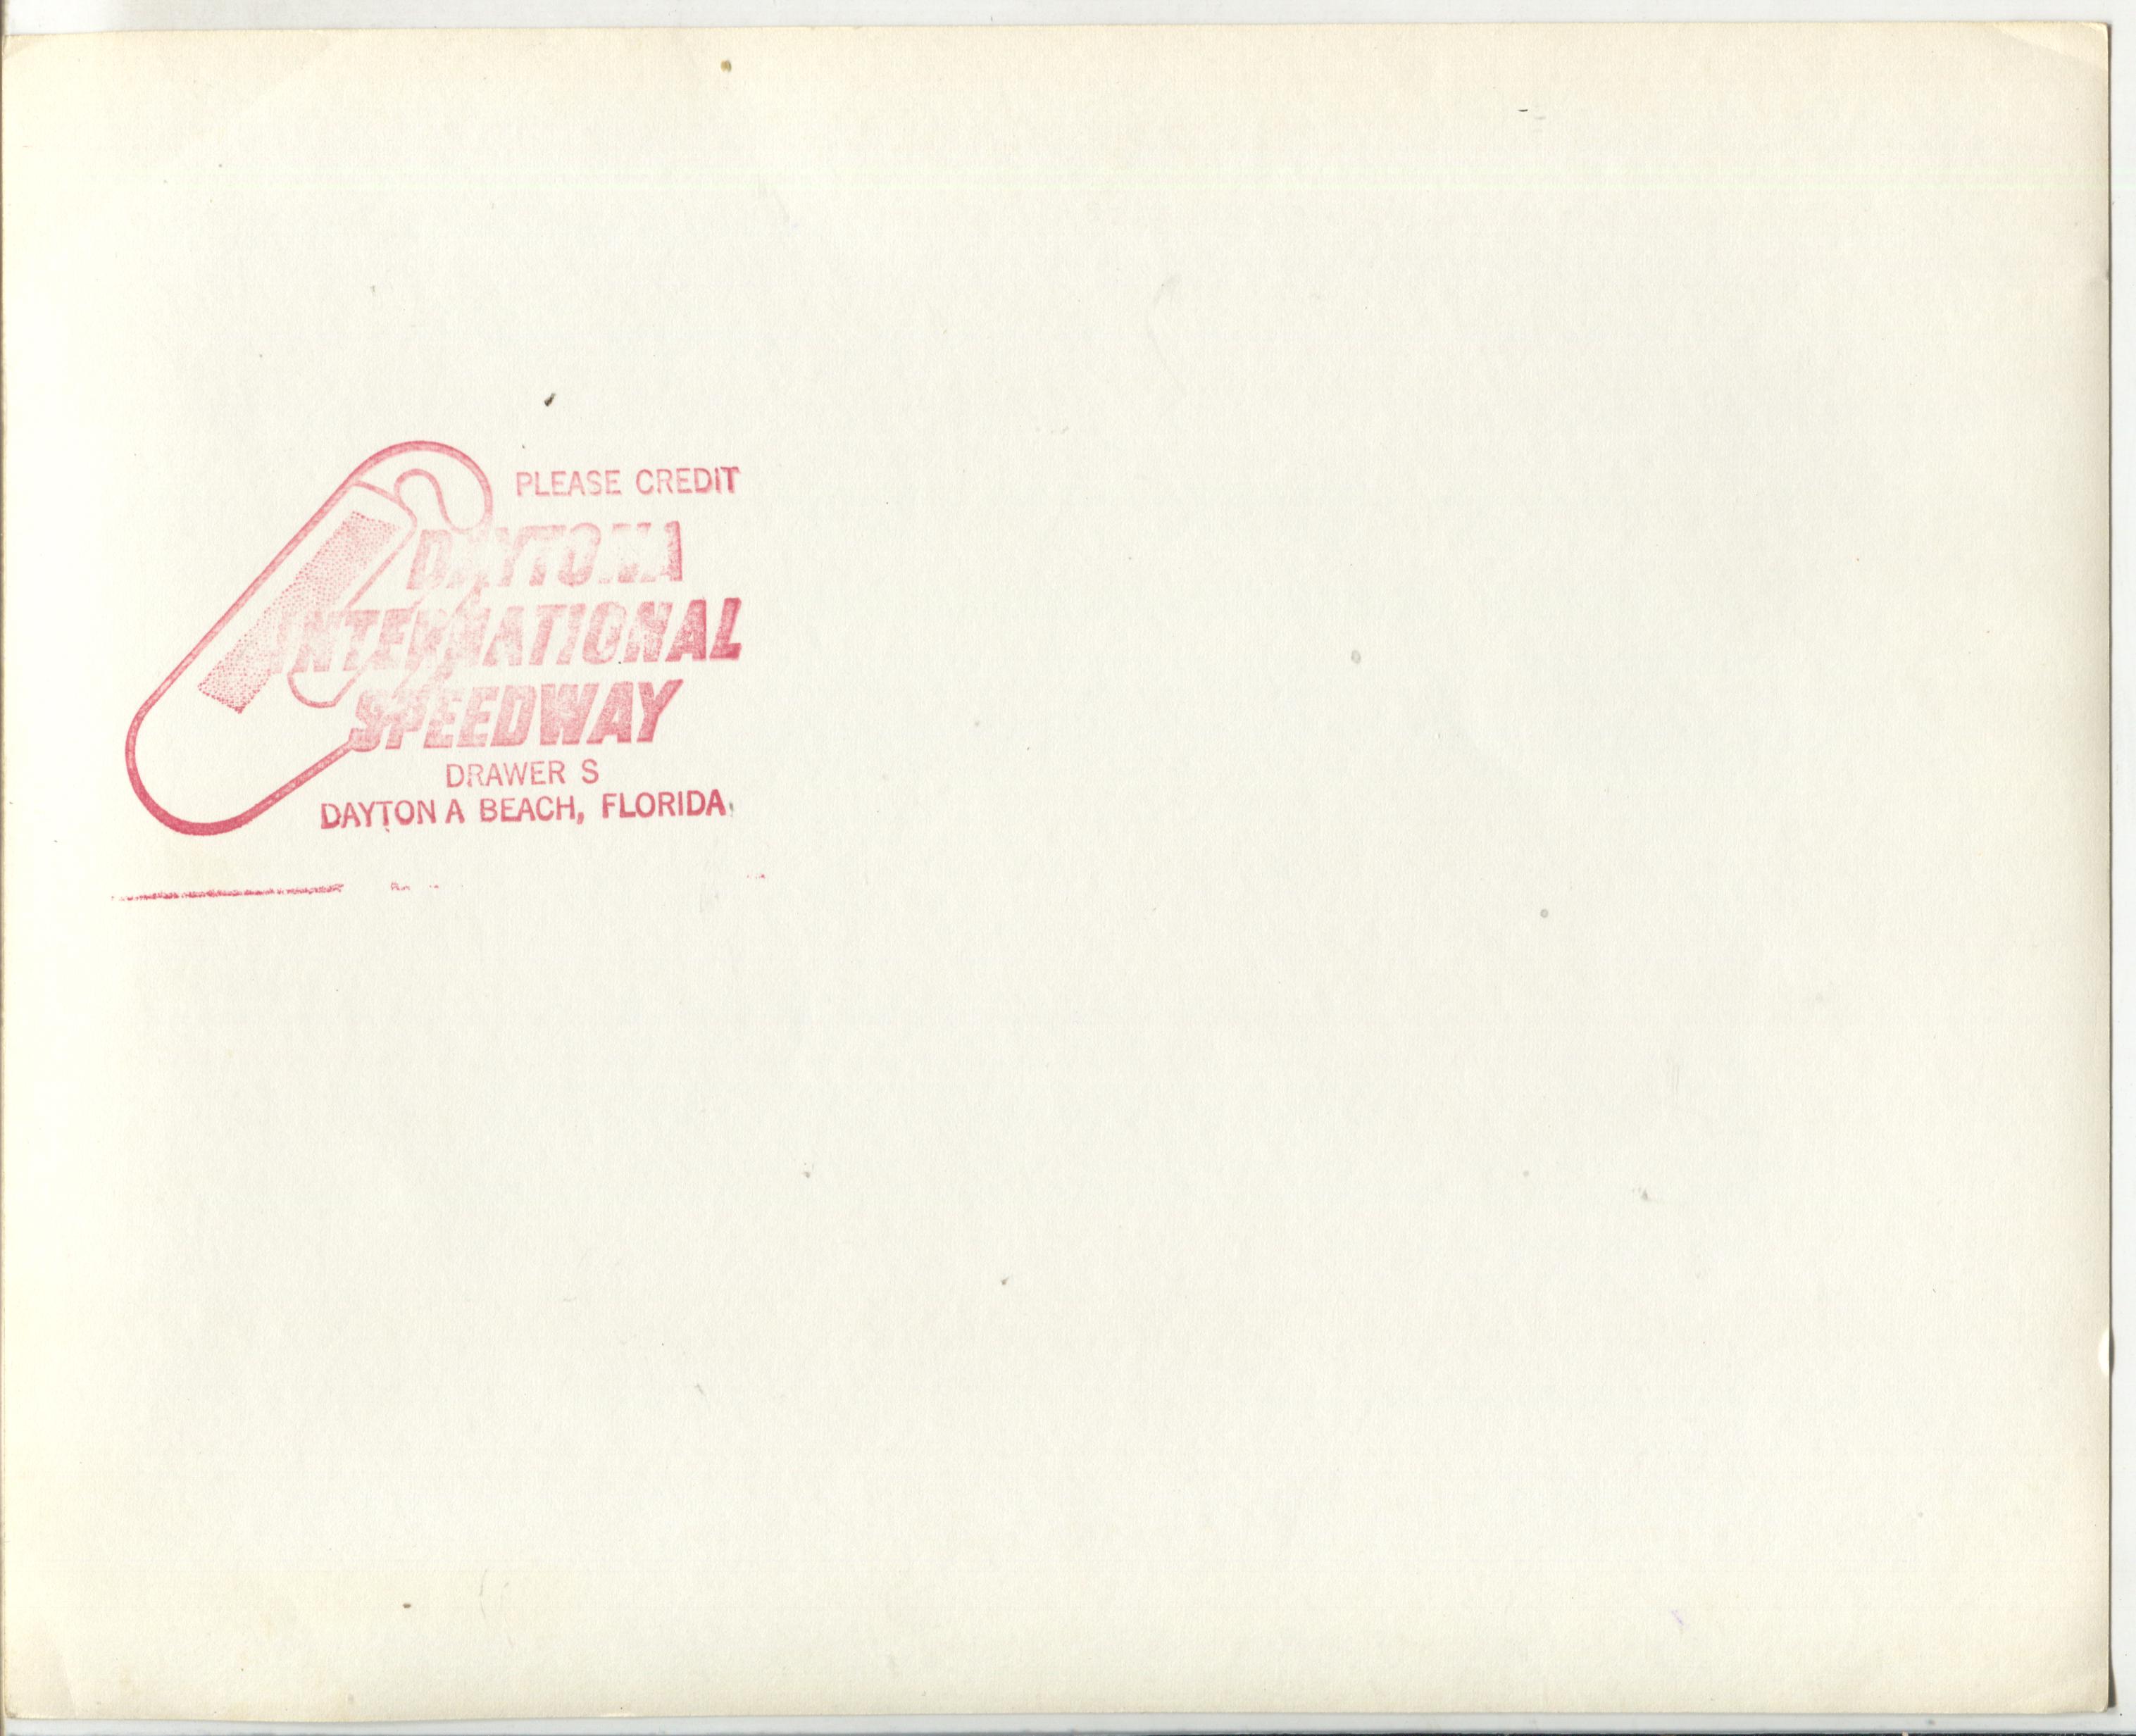 PLEASE CREDIT
DAYTONA
INTERNATIONAL
SPEEDWAY
DRAWER S
DAYTON A BEACH, FLORIDA